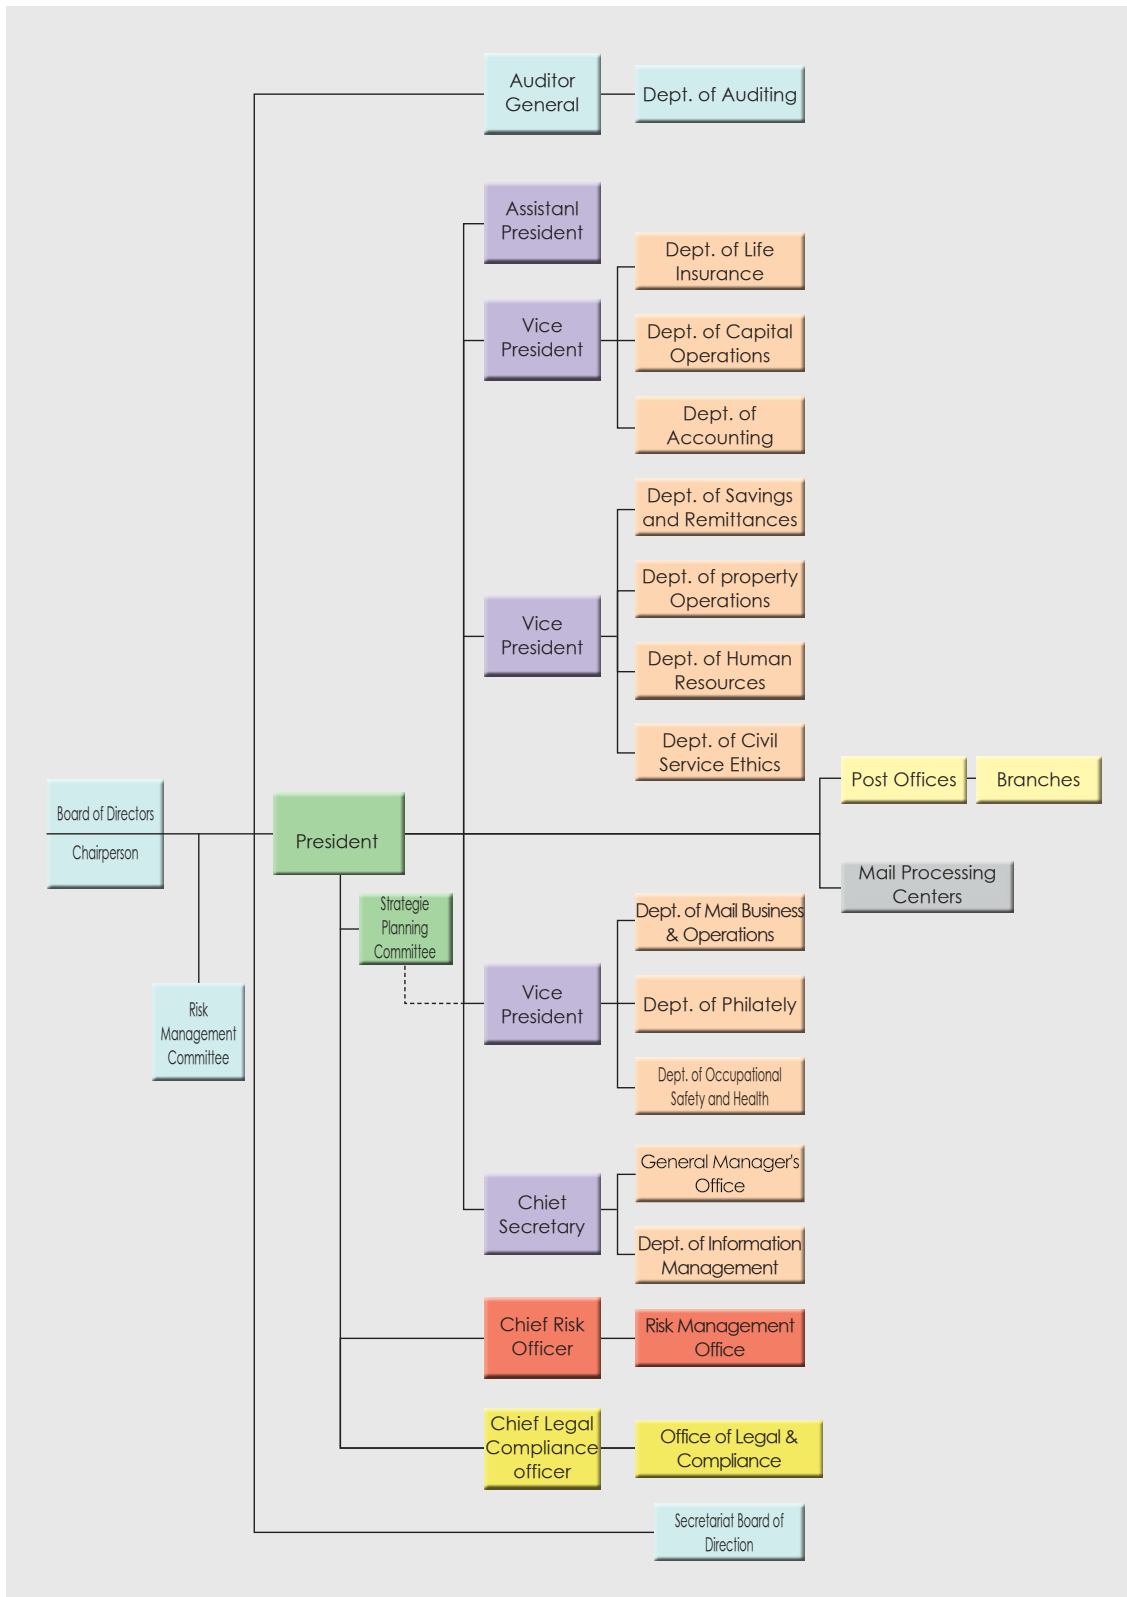 Auditor
General
Dept. of Auditing
Assistanl
President
Dept. of Life
Insurance
Vice
President
Dept. of Capital
Operations
Dept. of
Accounting
Dept. of Savings
and Remittances
Dept. of property
Operations
Vice
President
Dept. of Human
Resources
Dept. of Civil
Service Ethics
Post Offices
Branches
Board of Directors
Chairperson
President
Mail Processing
Centers
Strategie
Planning
Committee
Dept. of Mail Business
& Operations
Risk
Management
Committee
Vice
President
Dept. of Philately
Dept. of Occupational
Safety and Health
General Manager's
Office
Chiet
Secretary
Dept. of Information
Management
Chief Risk
Officer
Risk Management
Office
Chief Legal
Compliance
officer
Office of Legal &
Compliance
Secretariat Board of
Direction